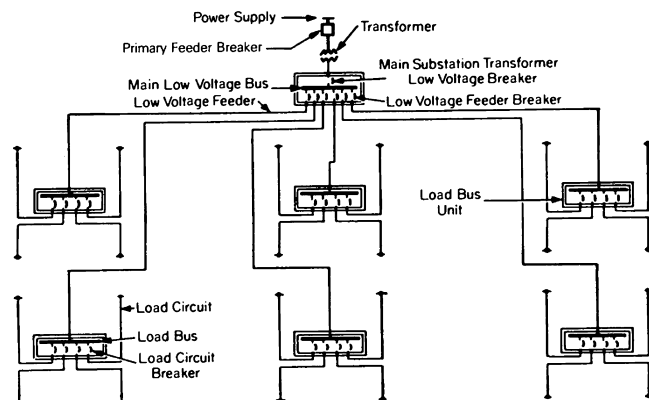 Power Supply
Transformer
Primary Feeder Breaker
Main Substation Transformer
Low Voltage Breaker
Main Low Voltage Bus
Low Voltage Feeder
Low Voltage Feeder Breaker
Load Bus
Unit
Load Circuit
Load Bus
Load Circuit
Breaker